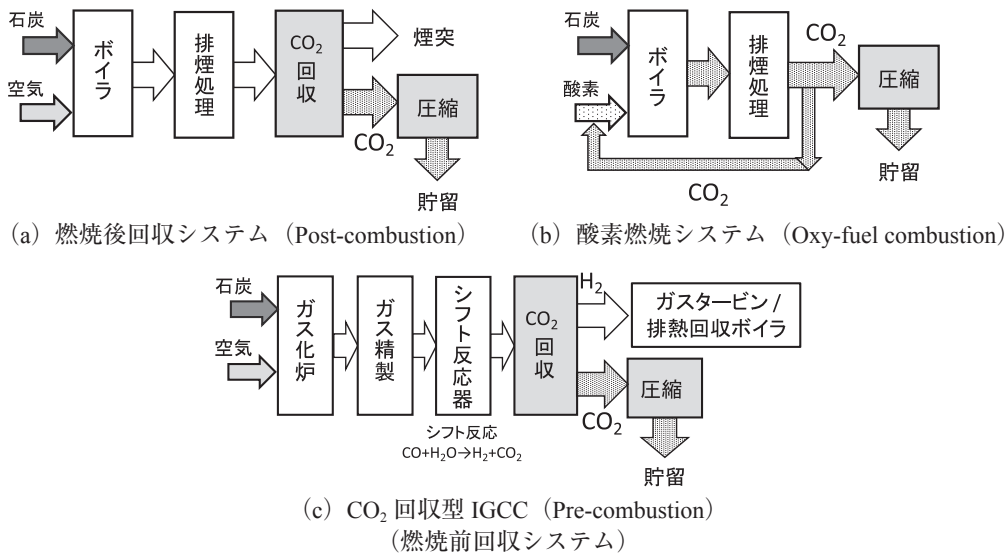 石炭
空気
ボイラ
排煙処理
CO₂
回収
煙突
CO₂
圧縮
貯留
(a) 燃焼後回収システム(Post-combustion)
石炭
酸素
ボイラ
排煙処理
CO₂
圧縮
貯留
CO₂
(b) 酸素燃焼システム(Oxy-fuel combustion)
石炭
空気
ガス化炉
ガス精製
シフト反応器
CO₂
回収
H₂
ガスタービン/
排熱回収ボイラ
CO₂
圧縮
貯留
シフト反応
CO+H₂O→H₂+CO₂
(c) CO₂ 回収型 IGCC(Pre-combustion)
(燃焼前回収システム)